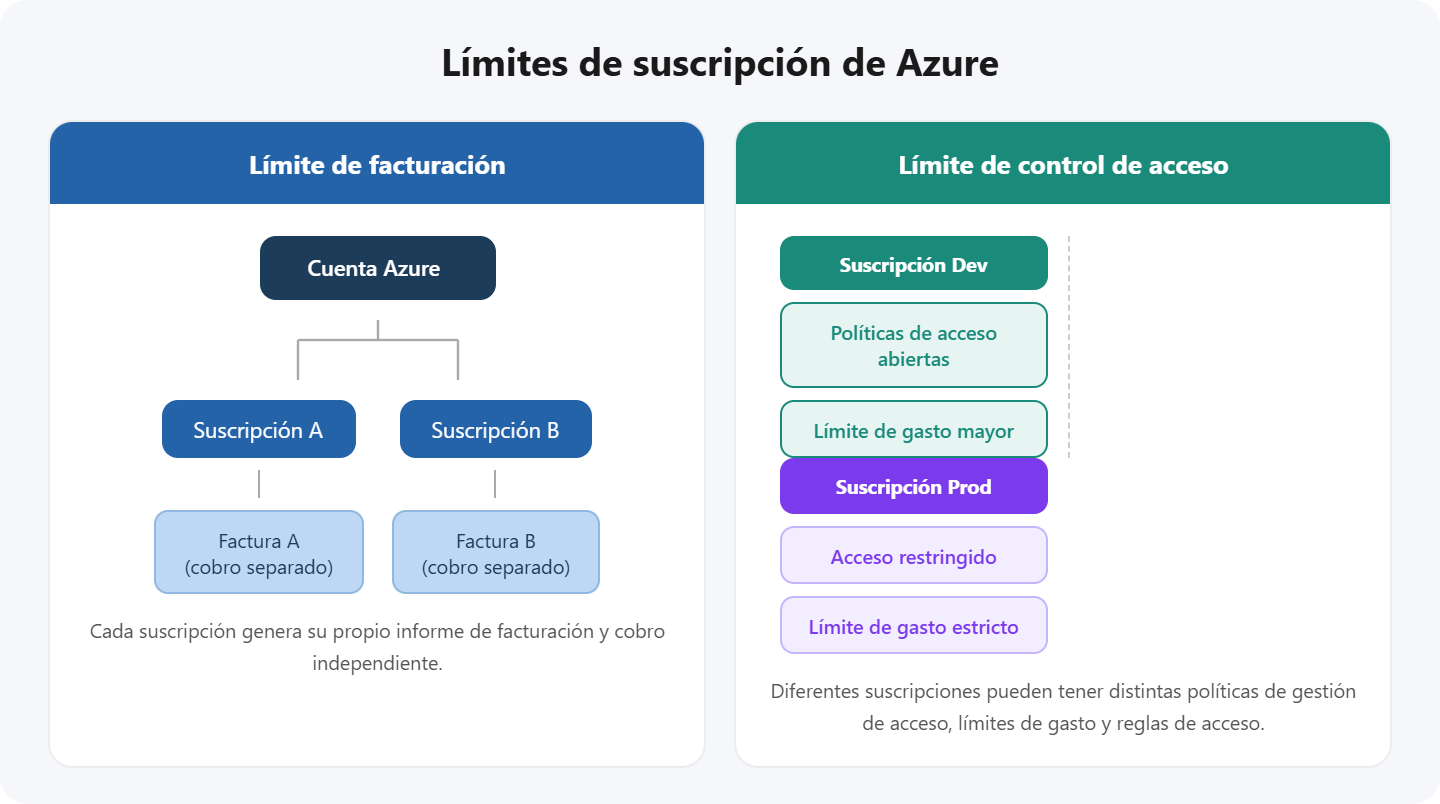 Límites de suscripción de Azure
Límite de facturación
Cuenta Azure
Suscripción A
Suscripción B
Factura A
(cobro separado)
Factura B
(cobro separado)
Cada suscripción genera su propio informe de facturación y cobro
independiente.
Límite de control de acceso
Suscripción Dev
Políticas de acceso
abiertas
Límite de gasto mayor
Suscripción Prod
Acceso restringido
Límite de gasto estricto
Diferentes suscripciones pueden tener distintas políticas de gestión
de acceso, límites de gasto y reglas de acceso.